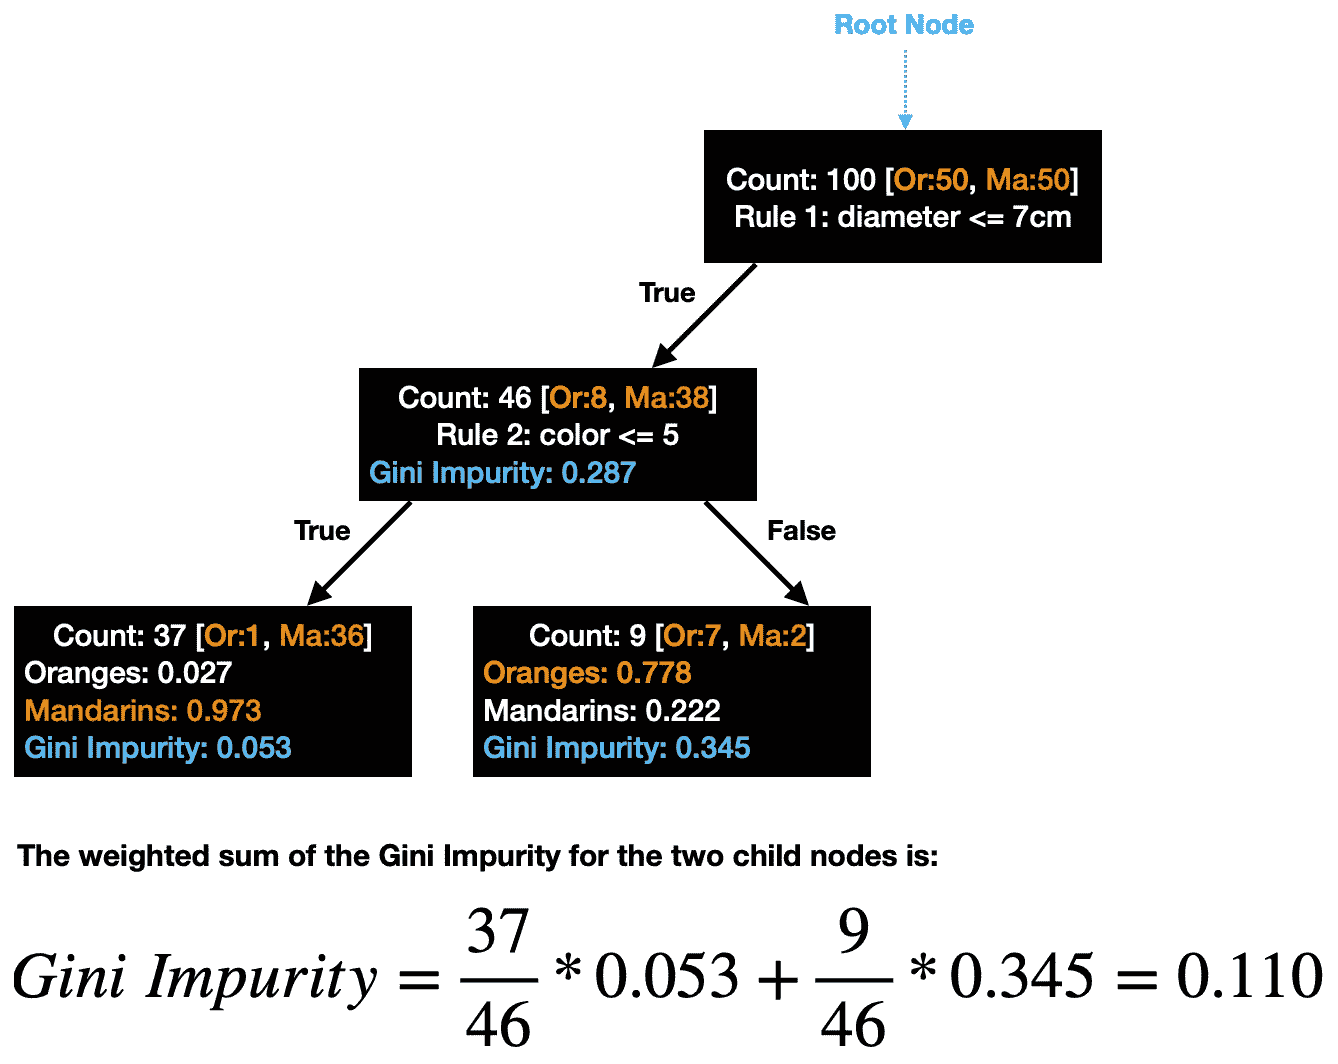 Root Node
Count: 100 [Or:50, Ma:50]
Rule 1: diameter <= 7cm
True
Count: 46 [Or:8, Ma:38]
Rule 2: color <= 5
Gini Impurity: 0.287
True
False
Count: 37 [Or:1, Ma:36]
Oranges: 0.027
Mandarins: 0.973
Gini Impurity: 0.053
Count: 9 [Or:7, Ma:2]
Oranges: 0.778
Mandarins: 0.222
Gini Impurity: 0.345
The weighted sum of the Gini Impurity for the two child nodes is:
Gini Impurity = 37/46 * 0.053 + 9/46 * 0.345 = 0.110